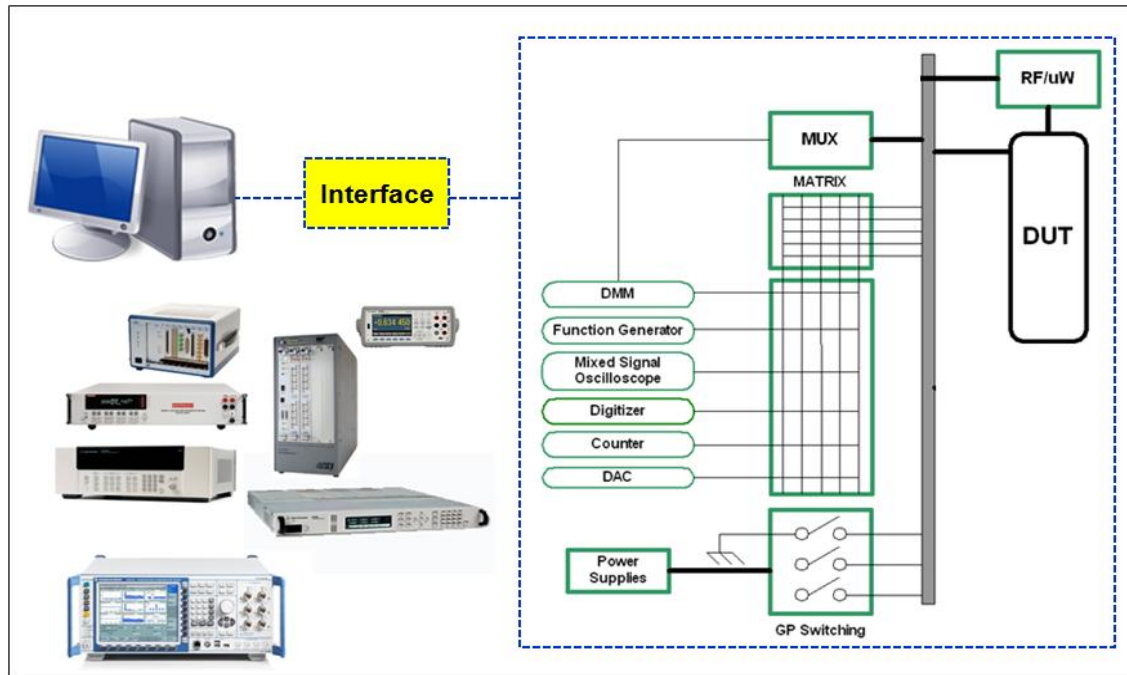 Interface
RF/uW
MUX
MATRIX
DUT
DMM
Function Generator
Mixed Signal
Oscilloscope
Digitizer
Counter
DAC
Power
Supplies
GP Switching